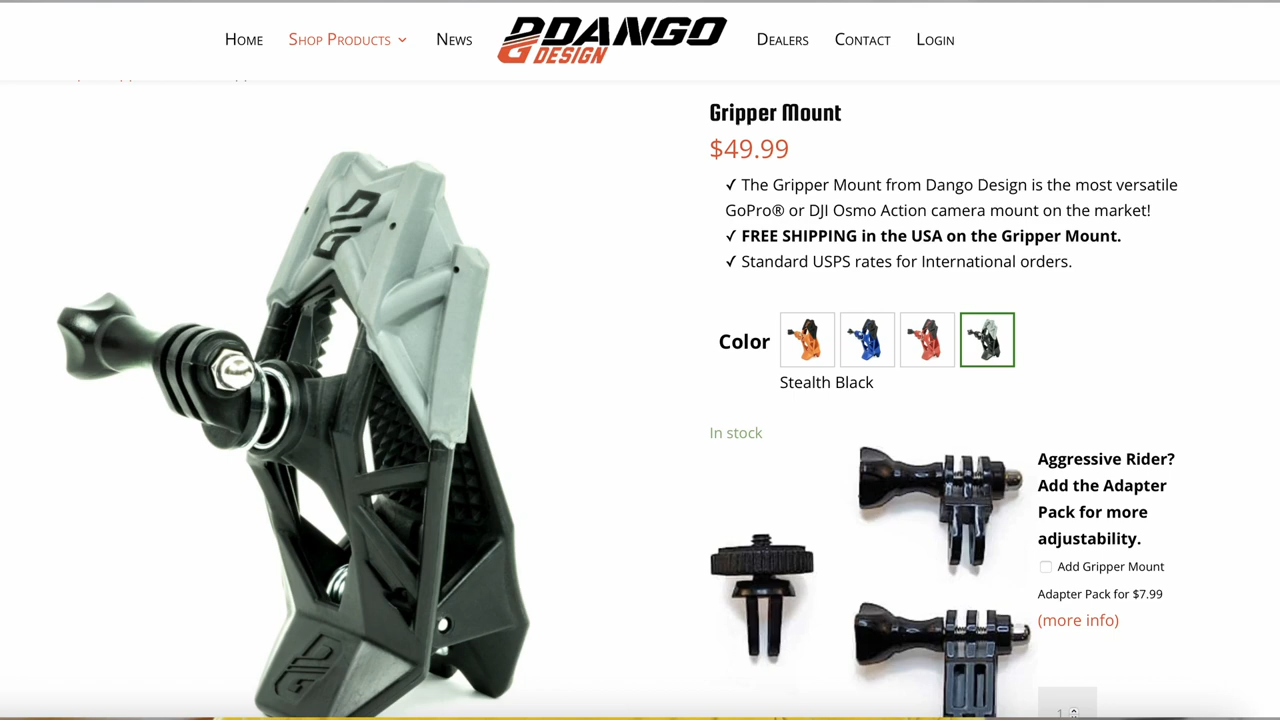 Home
Shop Products
News
DANGO
DESIGN
Dealers
Contact
Login
Gripper Mount
$49.99
✓ The Gripper Mount from Dango Design is the most versatile
GoPro® or DJI Osmo Action camera mount on the market!
✓ FREE SHIPPING in the USA on the Gripper Mount.
✓ Standard USPS rates for International orders.
Color
Stealth Black
In stock
Aggressive Rider?
Add the Adapter
Pack for more
adjustability.
Add Gripper Mount
Adapter Pack for $7.99
(more info)
1